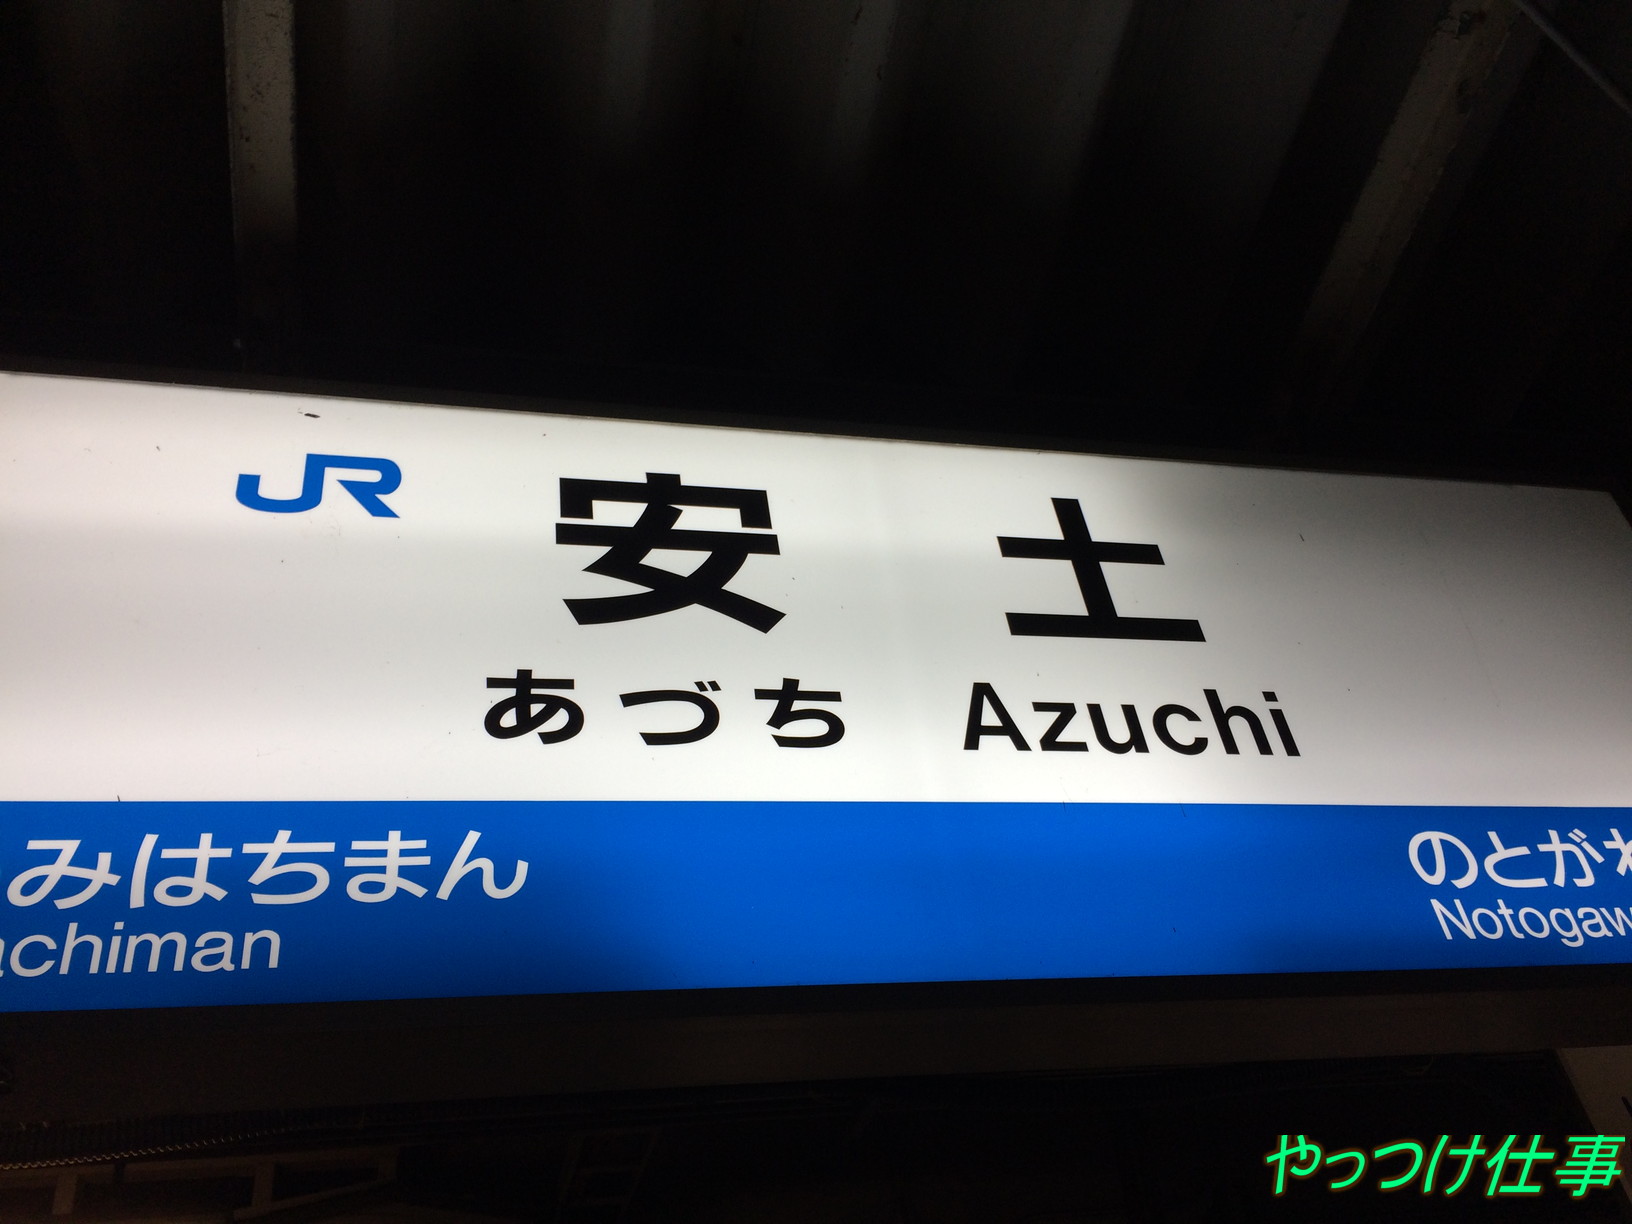 JR
安土
あづち Azuchi
みはちまん
achiman
のとが
Notogaw
やっつけ仕事